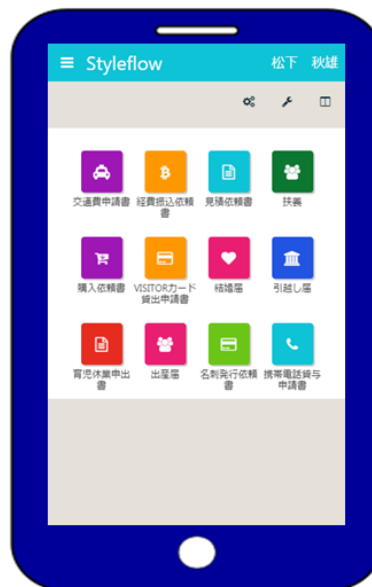 Styleflow 松下 秋雄
交通費申請書 経費振込依頼書 見積依頼書 扶養
購入依頼書 VISITORカード貸出申請書 結婚届 引越し届
育児休業申出書 出産届 名刺発行依頼書 携帯電話貸与申請書